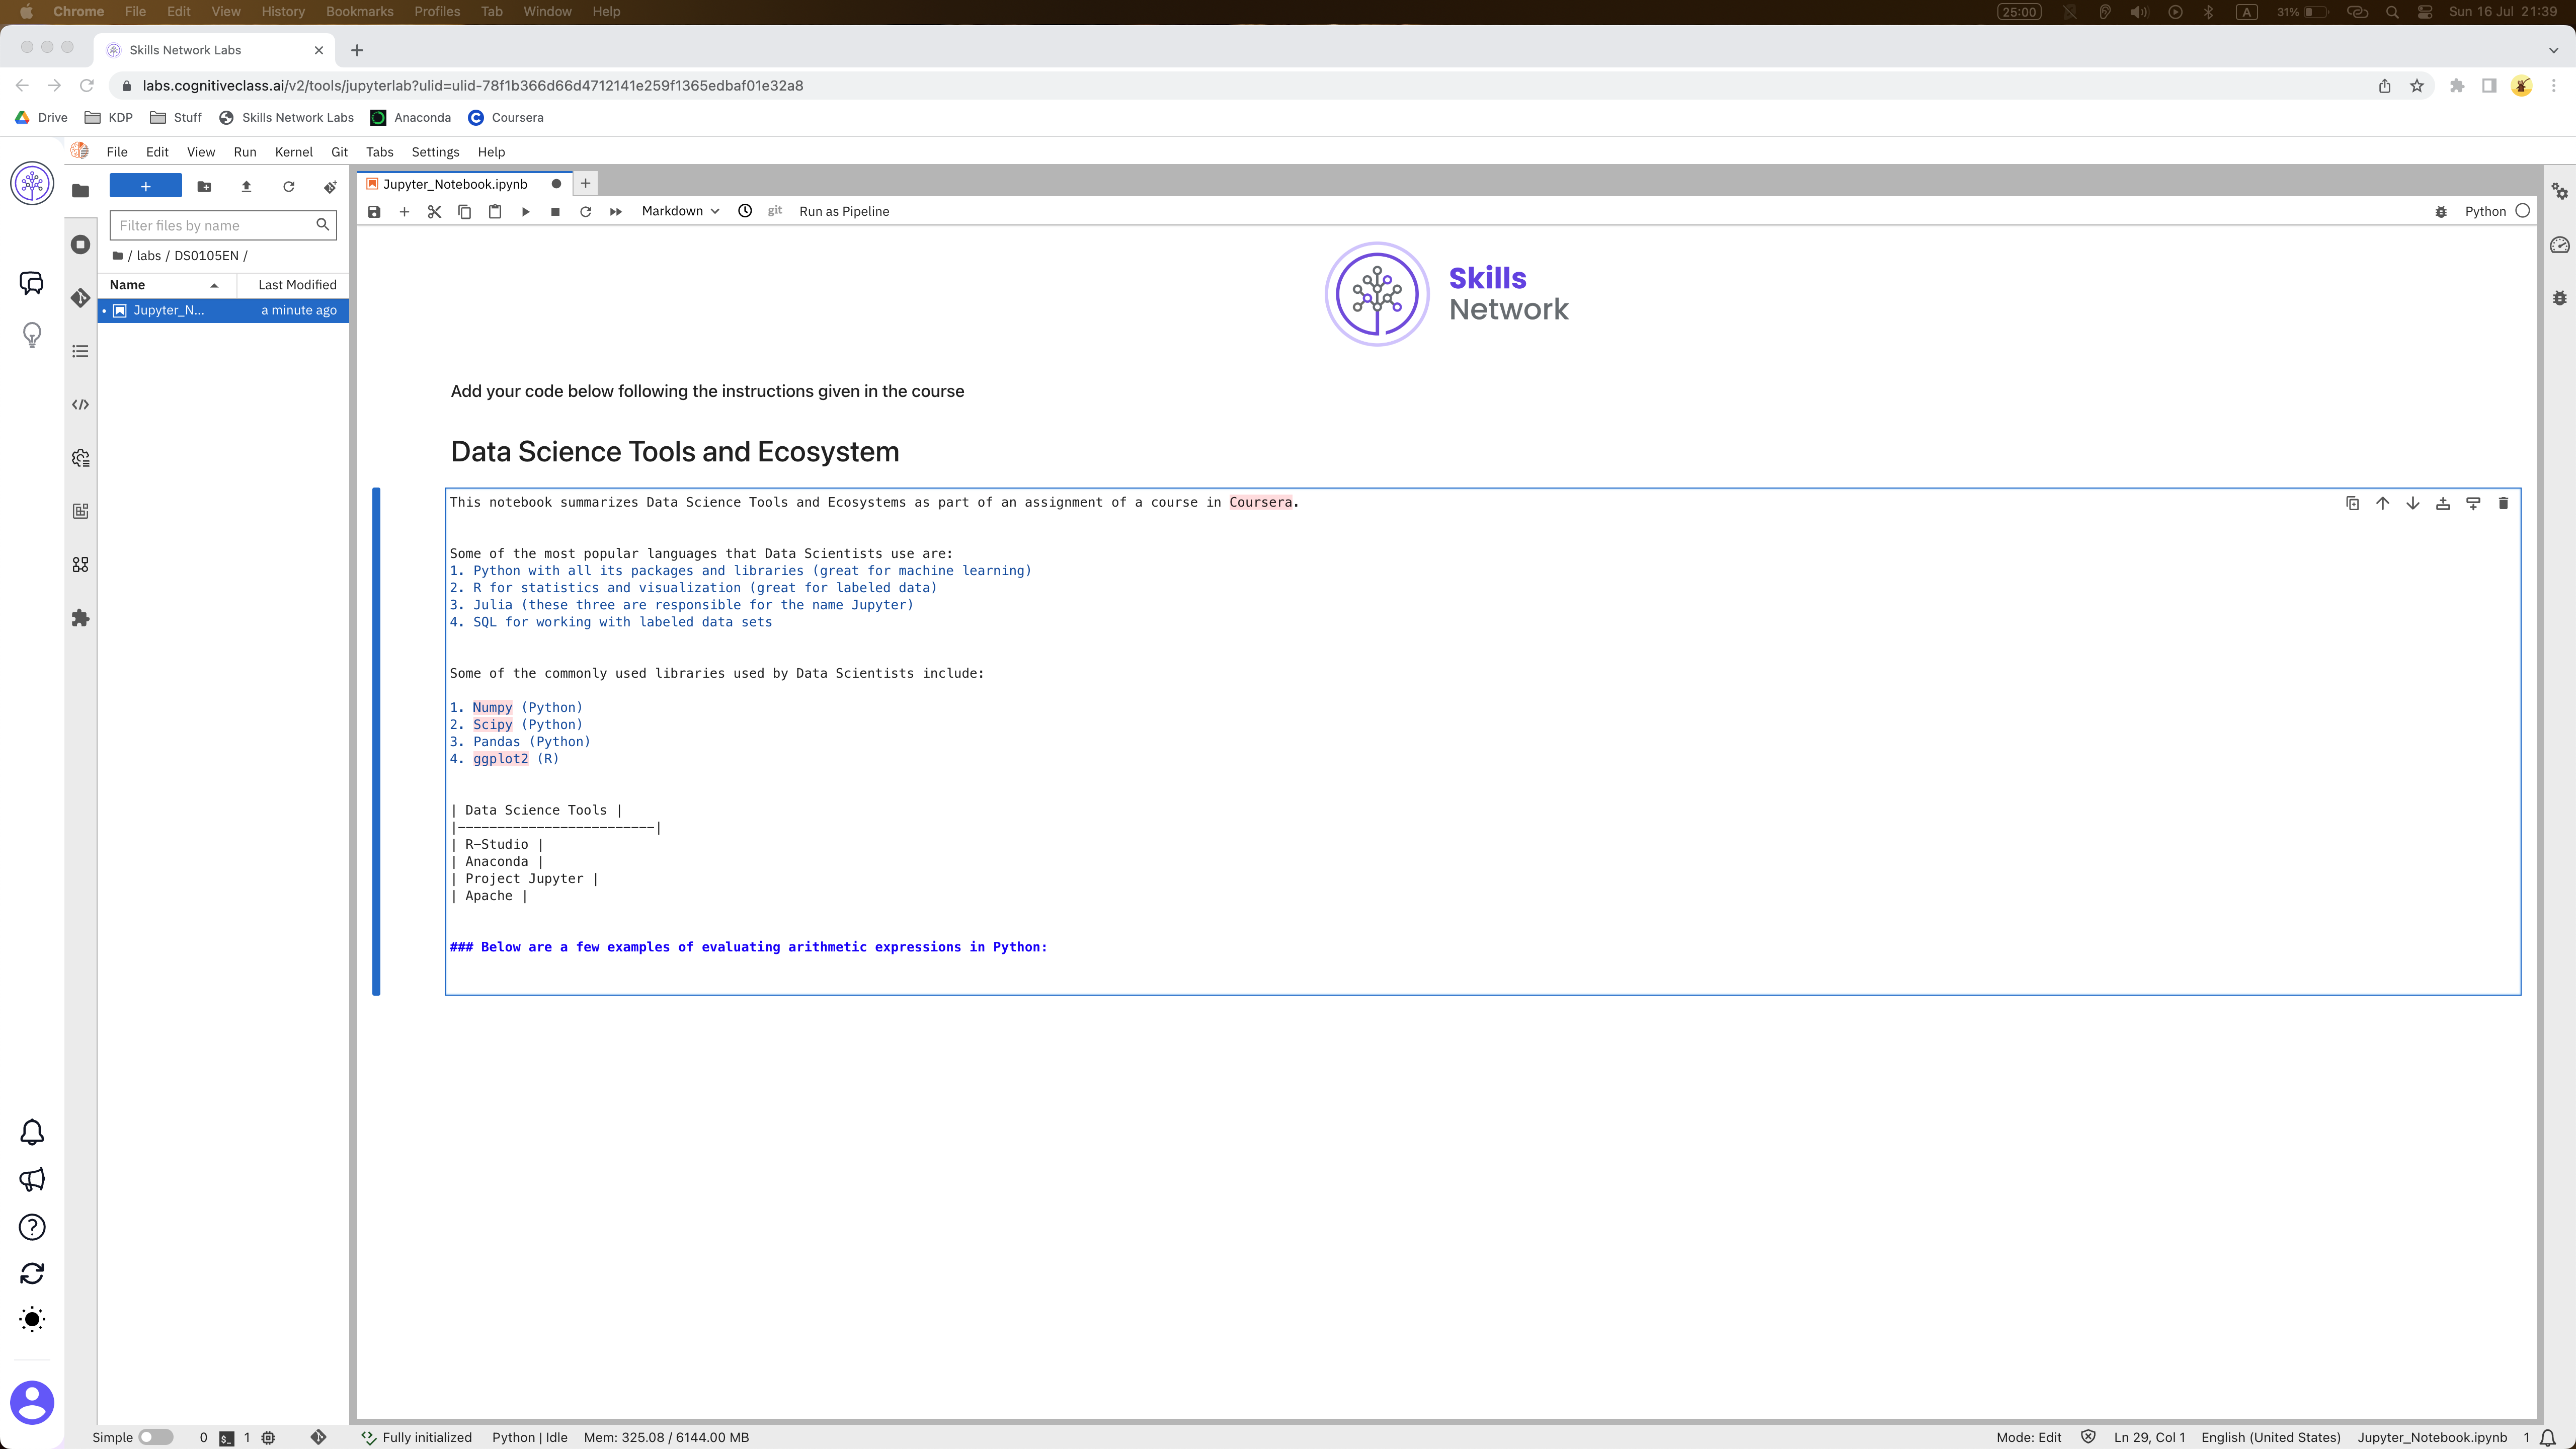 Chrome File Edit View History Bookmarks Profiles Tab Window Help 25:00 A 31% Sun 16 Jul 21:39
Skills Network Labs
labs.cognitiveclass.ai/v2/tools/jupyterlab?ulid=ulid-78f1b366d66d4712141e259f1365edbaf01e32a8
Drive KDP Stuff Skills Network Labs Anaconda Coursera
File Edit View Run Kernel Git Tabs Settings Help
Jupyter_Notebook.ipynb
Markdown git Run as Pipeline Python
Filter files by name
/ labs / DS0105EN /
Name Last Modified
Jupyter_N... a minute ago
Skills
Network
Add your code below following the instructions given in the course
Data Science Tools and Ecosystem
This notebook summarizes Data Science Tools and Ecosystems as part of an assignment of a course in Coursera.
Some of the most popular languages that Data Scientists use are:
1. Python with all its packages and libraries (great for machine learning)
2. R for statistics and visualization (great for labeled data)
3. Julia (these three are responsible for the name Jupyter)
4. SQL for working with labeled data sets
Some of the commonly used libraries used by Data Scientists include:
1. Numpy (Python)
2. Scipy (Python)
3. Pandas (Python)
4. ggplot2 (R)
| Data Science Tools |
|-------------------------|
| R-Studio |
| Anaconda |
| Project Jupyter |
| Apache |
### Below are a few examples of evaluating arithmetic expressions in Python:
Simple 0 $_ 1 Fully initialized Python | Idle Mem: 325.08 / 6144.00 MB Mode: Edit Ln 29, Col 1 English (United States) Jupyter_Notebook.ipynb 1